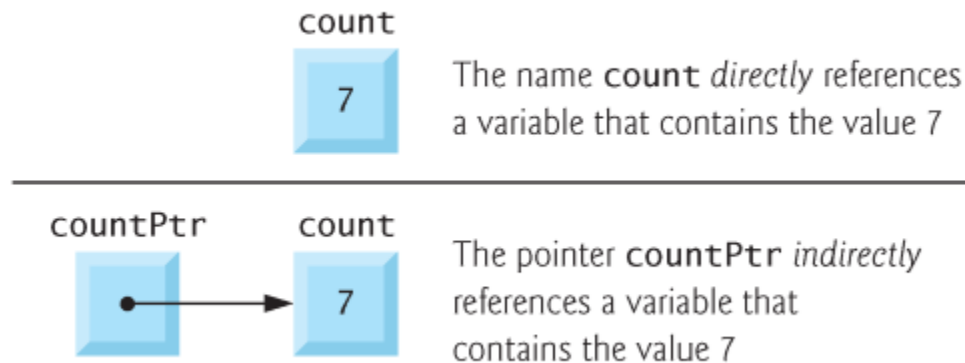 count
7
The name count directly references
a variable that contains the value 7
countPtr count
7
The pointer countPtr indirectly
references a variable that
contains the value 7